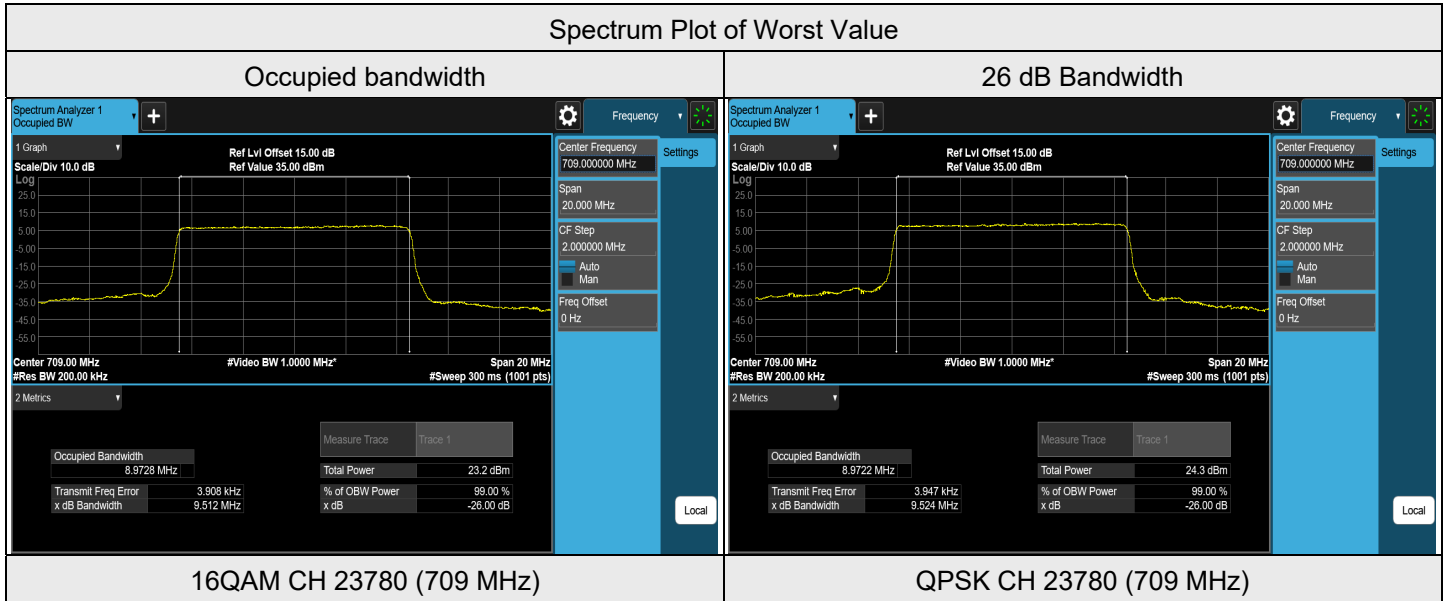 Spectrum Plot of Worst Value
Occupied bandwidth
26 dB Bandwidth
Spectrum Analyzer 1
Occupied BW
+
Frequency
1 Graph
Ref Lvl Offset 15.00 dB
Scale/Div 10.0 dB
Ref Value 35.00 dBm
Log
25.0
15.0
5.00
-5.00
-15.0
-25.0
-35.0
-45.0
-55.0
Center 709.00 MHz
#Video BW 1.0000 MHz*
Span 20 MHz
#Res BW 200.00 kHz
#Sweep 300 ms (1001 pts)
Center Frequency
709.000000 MHz
Settings
Span
20.000 MHz
CF Step
2.000000 MHz
Auto
Man
Freq Offset
0 Hz
2 Metrics
Measure Trace Trace 1
Occupied Bandwidth
8.9728 MHz
Total Power 23.2 dBm
Transmit Freq Error 3.908 kHz
% of OBW Power 99.00 %
x dB Bandwidth 9.512 MHz
x dB -26.00 dB
Local
Spectrum Analyzer 1
Occupied BW
+
Frequency
1 Graph
Ref Lvl Offset 15.00 dB
Scale/Div 10.0 dB
Ref Value 35.00 dBm
Log
25.0
15.0
5.00
-5.00
-15.0
-25.0
-35.0
-45.0
-55.0
Center 709.00 MHz
#Video BW 1.0000 MHz*
Span 20 MHz
#Res BW 200.00 kHz
#Sweep 300 ms (1001 pts)
Center Frequency
709.000000 MHz
Settings
Span
20.000 MHz
CF Step
2.000000 MHz
Auto
Man
Freq Offset
0 Hz
2 Metrics
Measure Trace Trace 1
Occupied Bandwidth
8.9722 MHz
Total Power 24.3 dBm
Transmit Freq Error 3.947 kHz
% of OBW Power 99.00 %
x dB Bandwidth 9.524 MHz
x dB -26.00 dB
Local
16QAM CH 23780 (709 MHz)
QPSK CH 23780 (709 MHz)